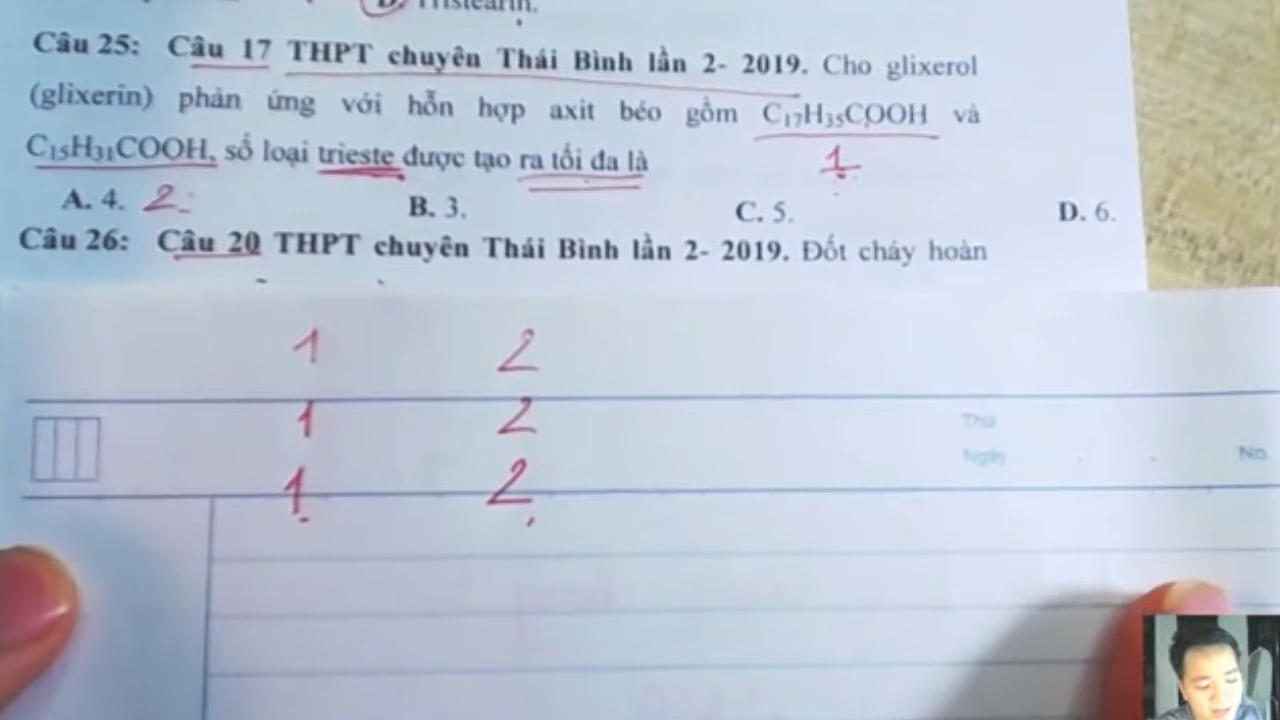 D. Tristearin.
Câu 25: Câu 17 THPT chuyên Thái Bình lần 2- 2019. Cho glixerol
(glixerin) phản ứng với hỗn hợp axit béo gồm C₁₇H₃₅COOH và
C₁₅H₃₁COOH, số loại trieste được tạo ra tối đa là
1
A. 4. 2 B. 3. C. 5. D. 6.
Câu 26: Câu 20 THPT chuyên Thái Bình lần 2- 2019. Đốt cháy hoàn
1 2
1 2
Thứ
Ngày No.
1 2